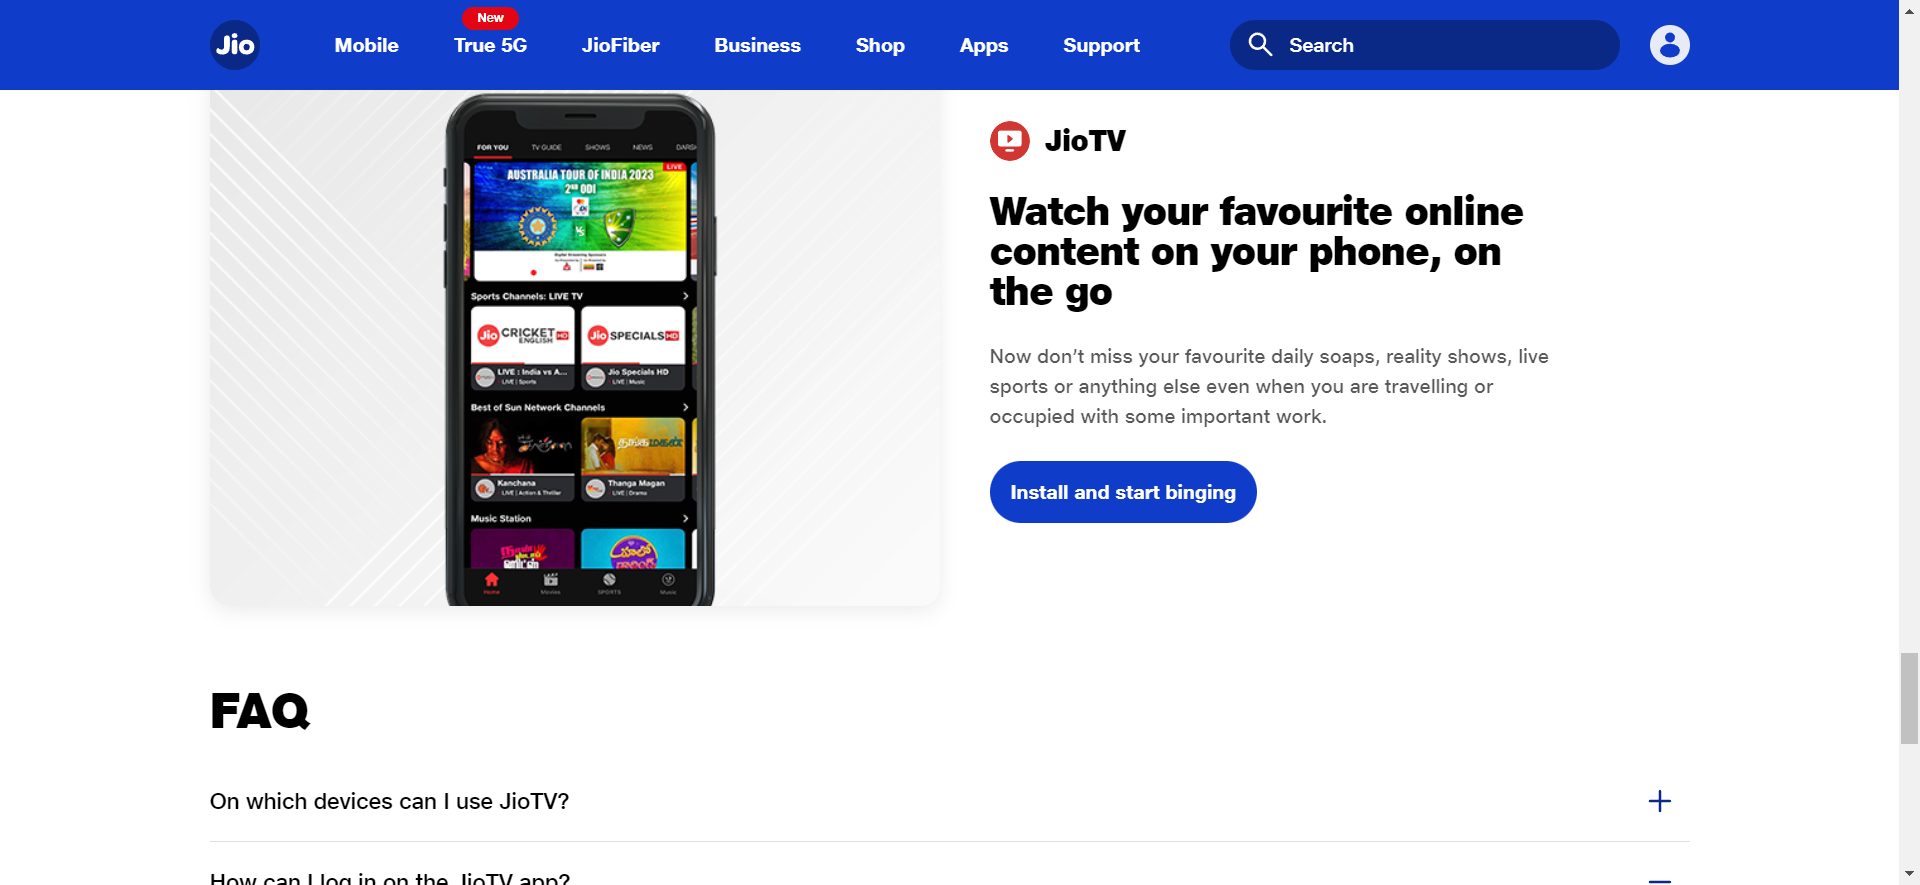 New
Jio
Mobile
True 5G
JioFiber
Business
Shop
Apps
Support
Search
FOR YOU
TV GUIDE
SHOWS
NEWS
LIVE
AUSTRALIA TOUR OF INDIA 2023
2ND ODI
VS
Sports Channels: LIVE TV
Jio CRICKET HD
ENGLISH
Jio SPECIALS HD
LIVE : India vs A...
LIVE | Sports
Jio Specials HD
LIVE | Music
Best of Sun Network Channels
தங்கமகன்
Kanchana
LIVE | Action & Thriller
Thanga Magan
LIVE | Drama
Music Station
Home
Movies
SPORTS
Music
JioTV
Watch your favourite online
content on your phone, on
the go
Now don’t miss your favourite daily soaps, reality shows, live
sports or anything else even when you are travelling or
occupied with some important work.
Install and start binging
FAQ
On which devices can I use JioTV?
How can I log in on the JioTV app?